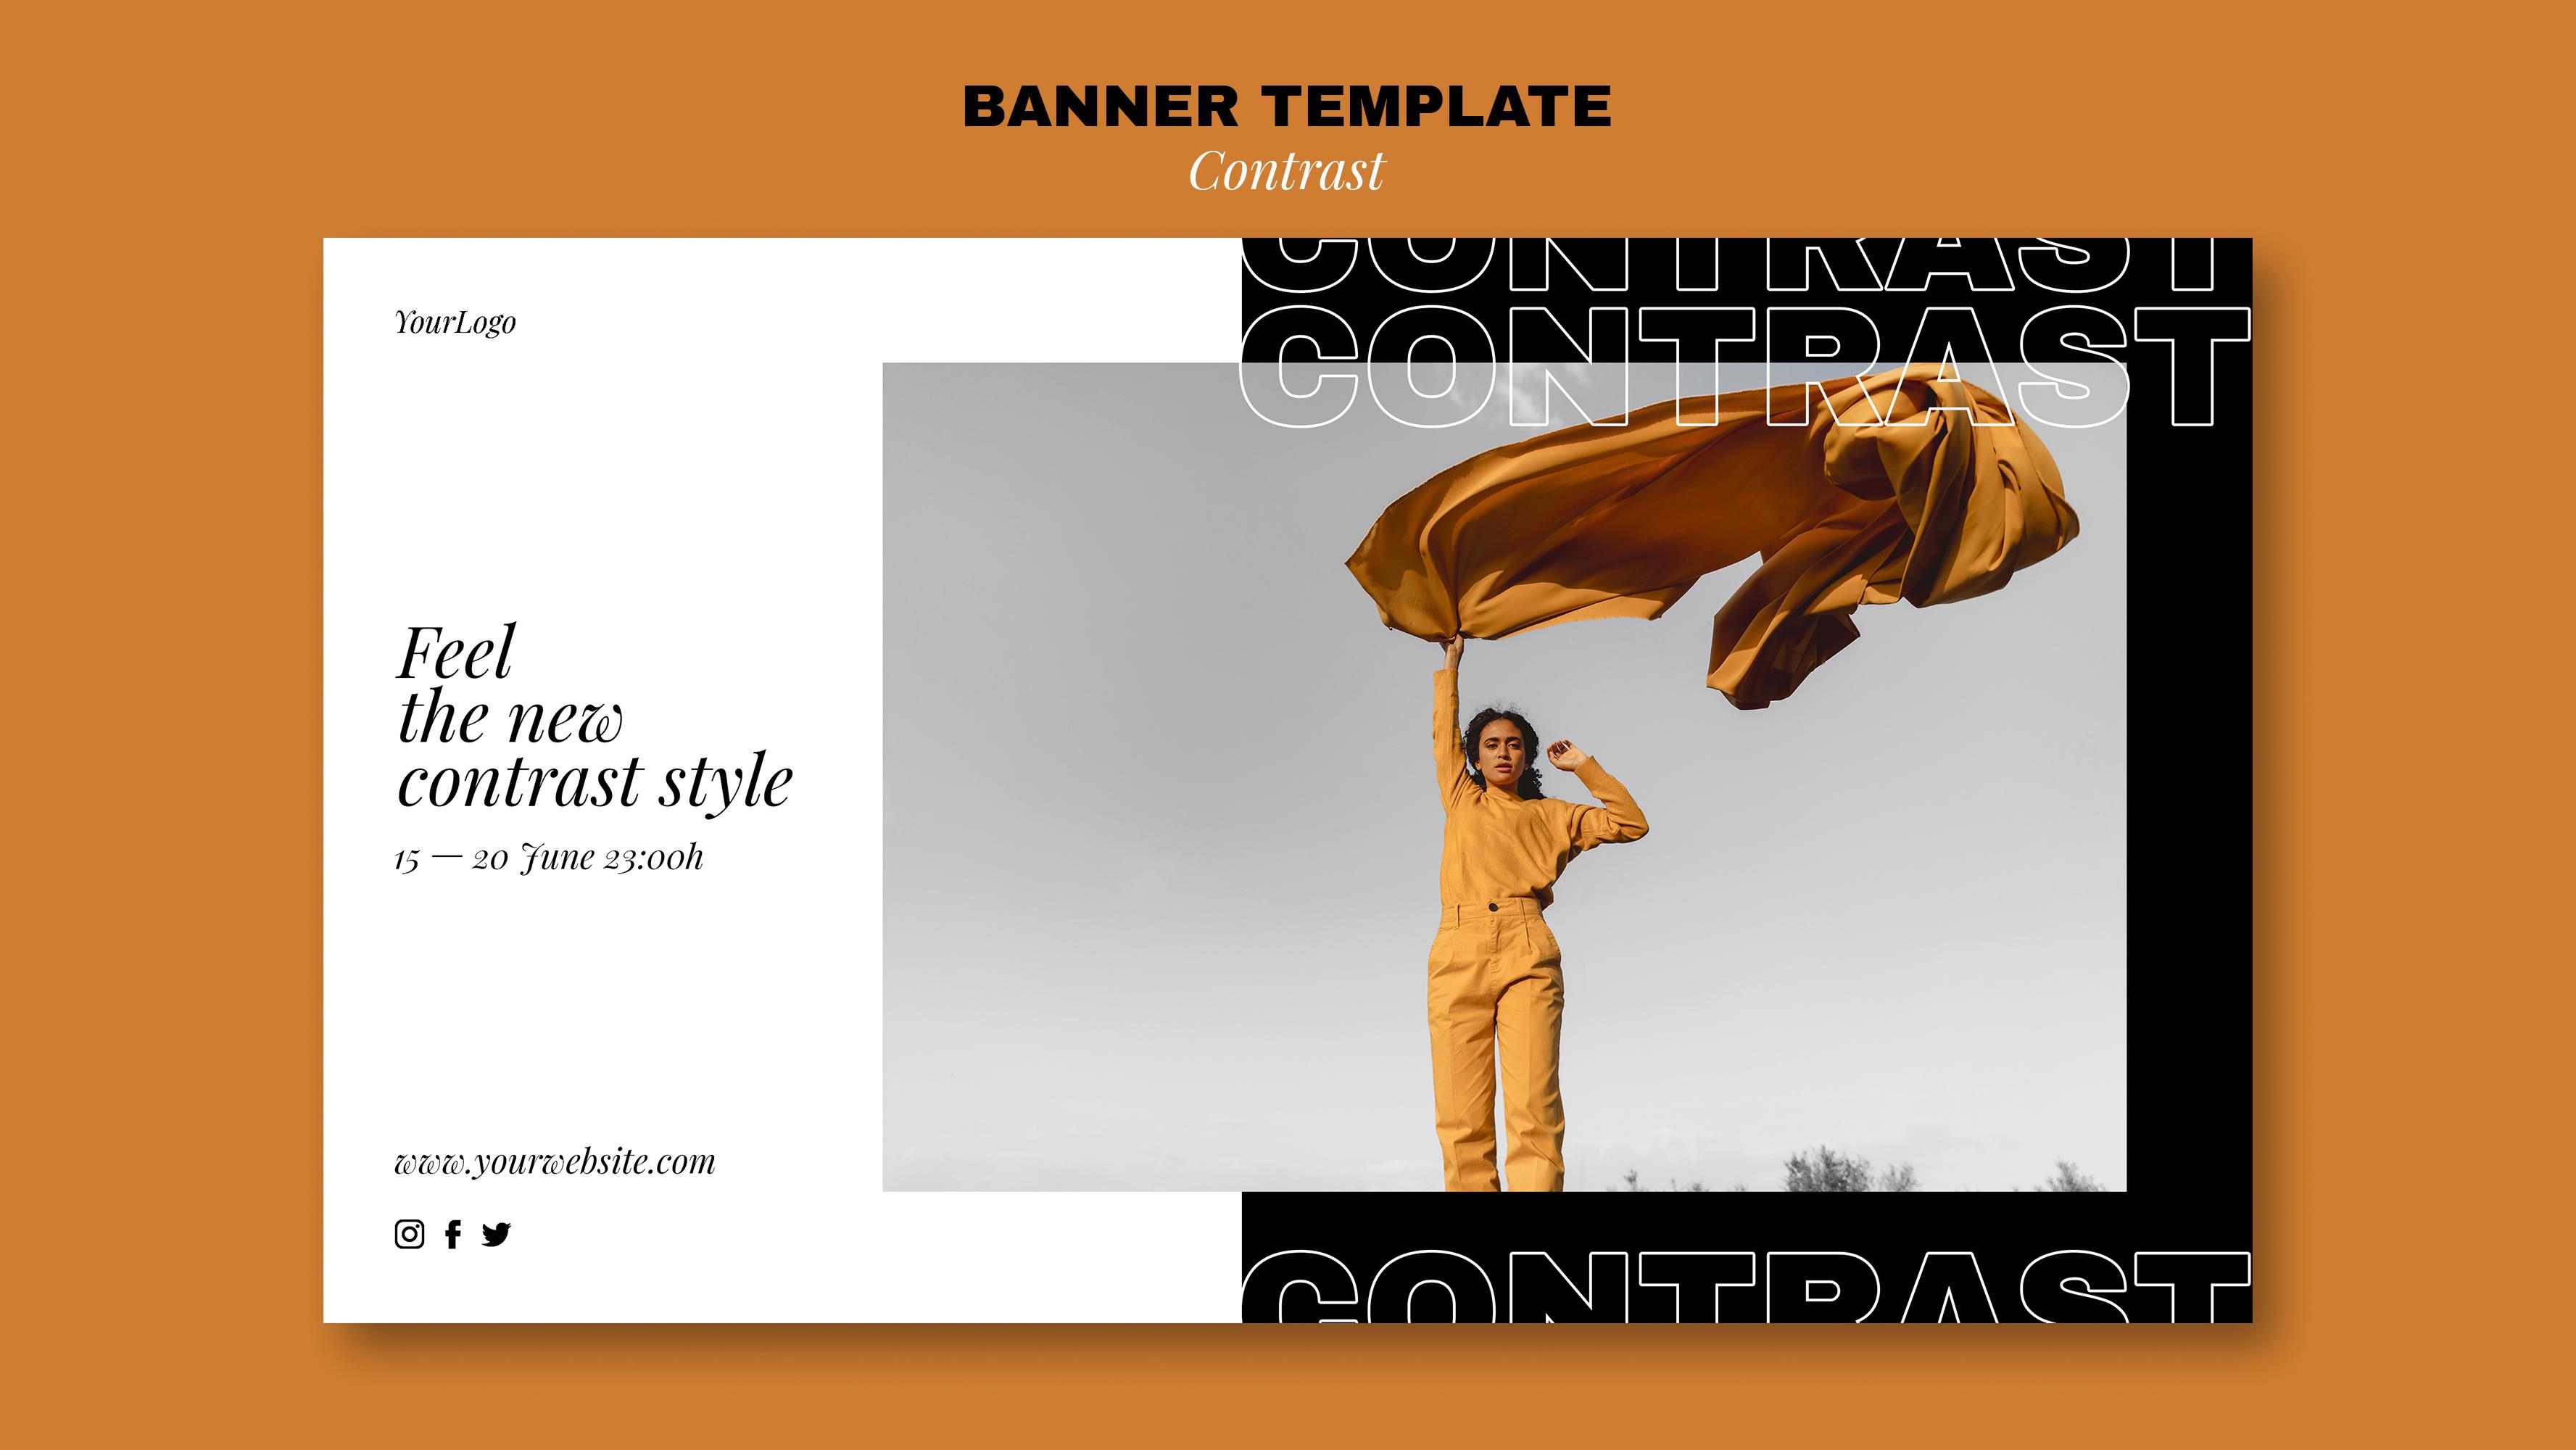 BANNER TEMPLATE
Contrast
CONTRAST
CONTRAST
YourLogo
Feel
the new
contrast style
15 — 20 June 23:00h
www.yourwebsite.com
CONTRAST